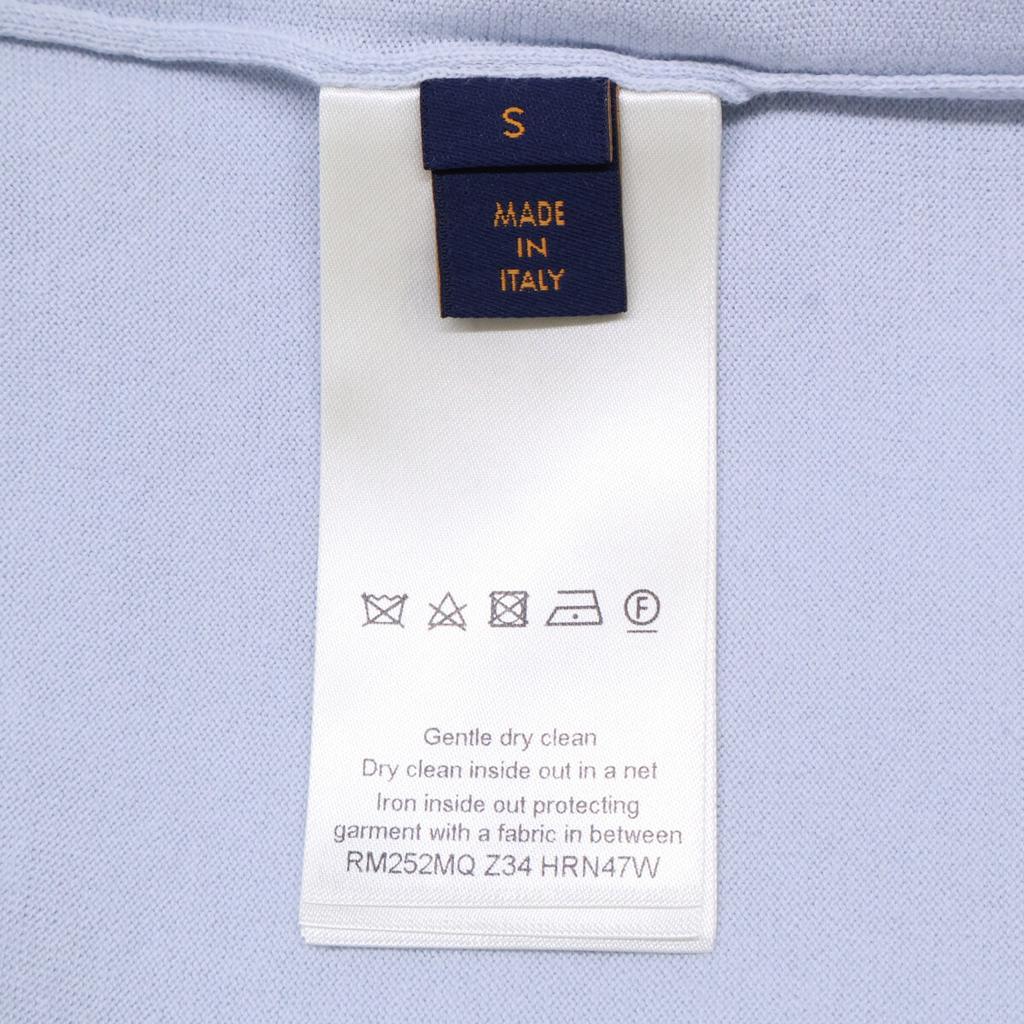 S
MADE
IN
ITALY
F
Gentle dry clean
Dry clean inside out in a net
Iron inside out protecting
garment with a fabric in between
RM252MQ Z34 HRN47W